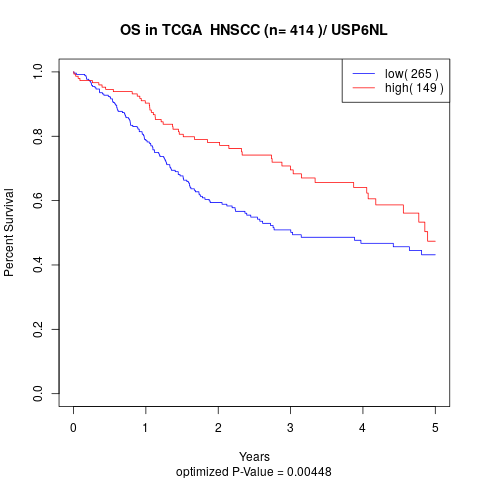 OS in TCGA  HNSCC (n= 414 )/ USP6NL
low( 265 )
high( 149 )
Percent Survival
1.0
0.8
0.6
0.4
0.2
0.0
0 1 2 3 4 5
Years
optimized P-Value = 0.00448